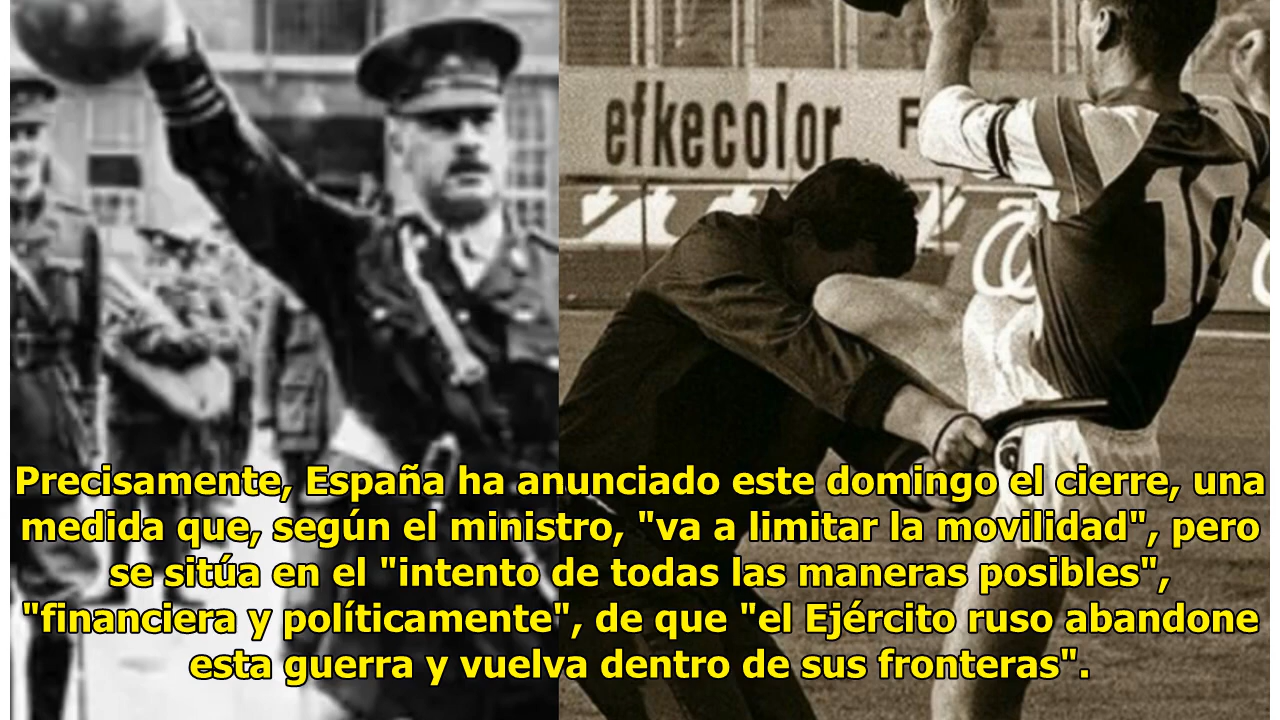 efkecolor F
10
Precisamente, España ha anunciado este domingo el cierre, una
medida que, según el ministro, "va a limitar la movilidad", pero
se sitúa en el "intento de todas las maneras posibles",
"financiera y políticamente", de que "el Ejército ruso abandone
esta guerra y vuelva dentro de sus fronteras".